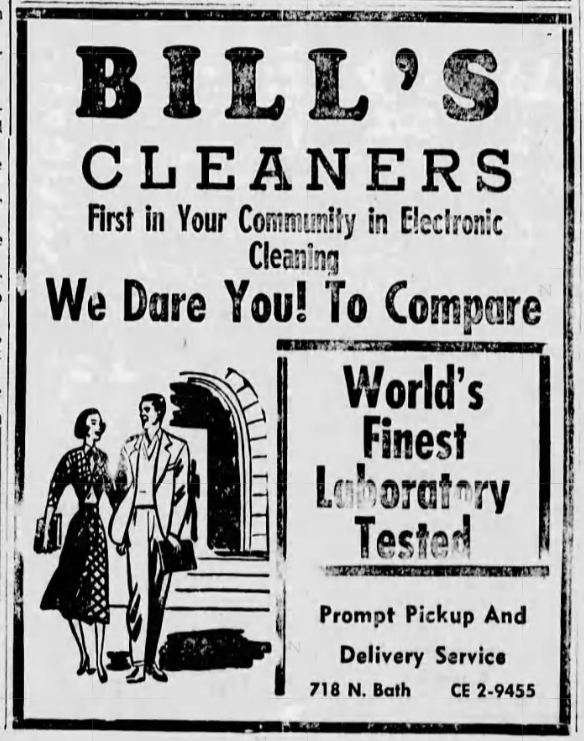 BILL'S
CLEANERS
First in Your Community in Electronic
Cleaning
We Dare You! To Compare
World's
Finest
Laboratory
Tested
Prompt Pickup And
Delivery Service
718 N. Bath CE 2-9455